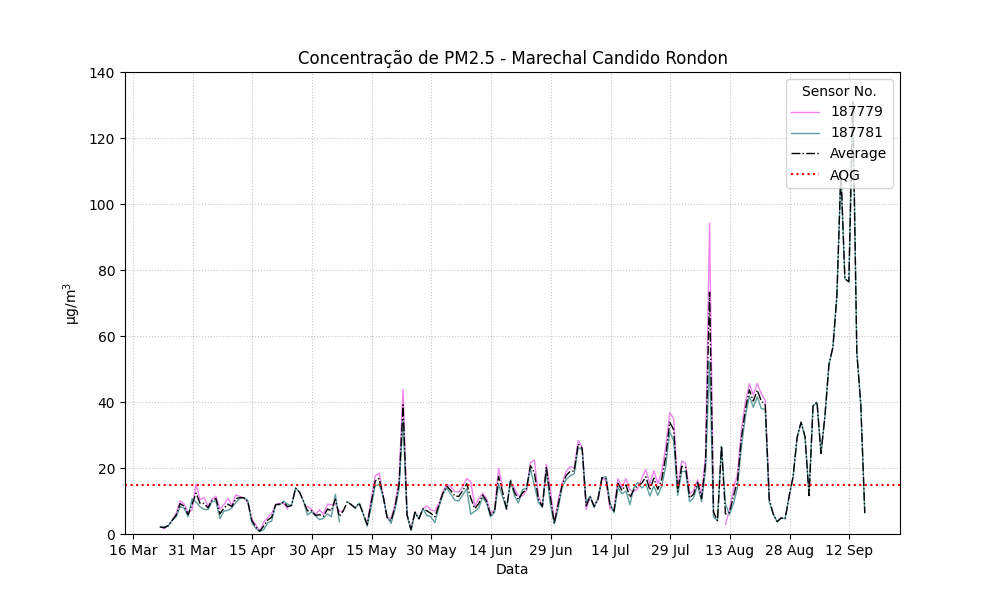 Concentração de PM2.5 - Marechal Candido Rondon
140
120
100
80
60
40
20
0
µg/m³
Sensor No.
187779
187781
Average
AQG
16 Mar 31 Mar 15 Apr 30 Apr 15 May 30 May 14 Jun 29 Jun 14 Jul 29 Jul 13 Aug 28 Aug 12 Sep
Data